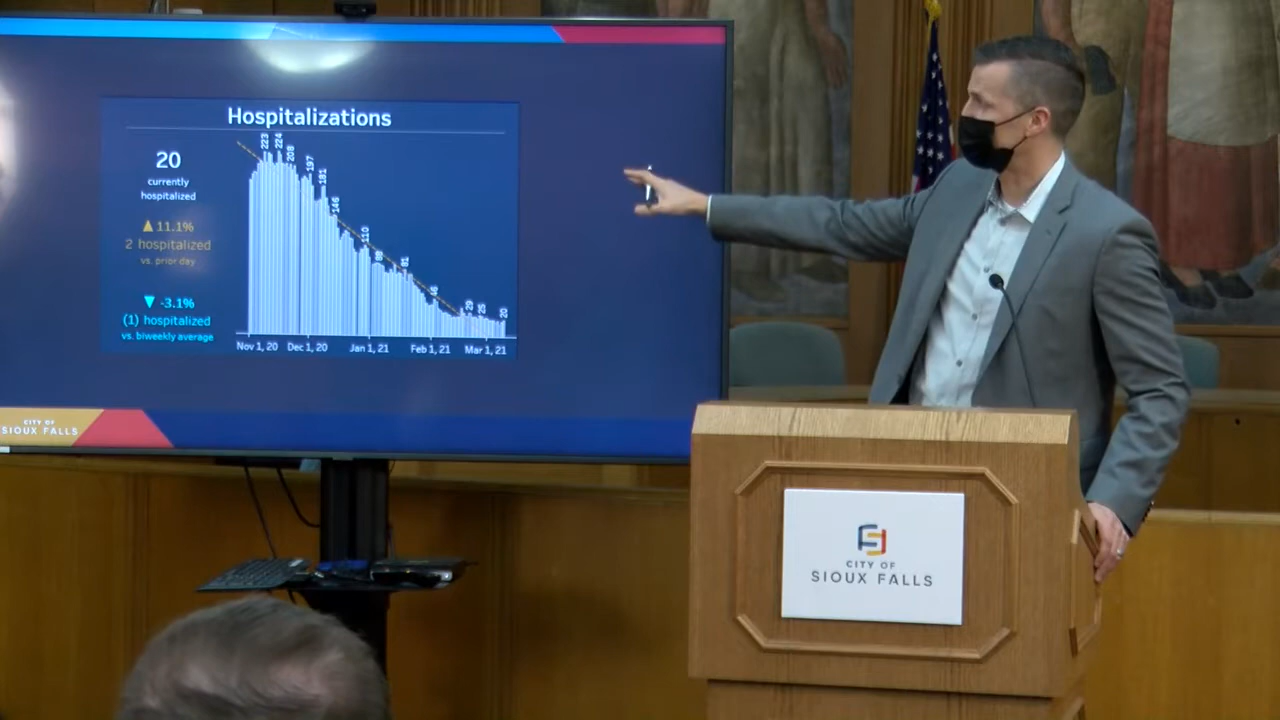 Hospitalizations
20
currently
hospitalized
▲ 11.1%
2 hospitalized
vs. prior day
▼ -3.1%
(1) hospitalized
vs. biweekly average
223
224
208
197
181
146
110
81
29
25
20
Nov 1, 20
Dec 1, 20
Jan 1, 21
Feb 1, 21
Mar 1, 21
CITY OF
SIOUX FALLS
CITY OF
SIOUX FALLS